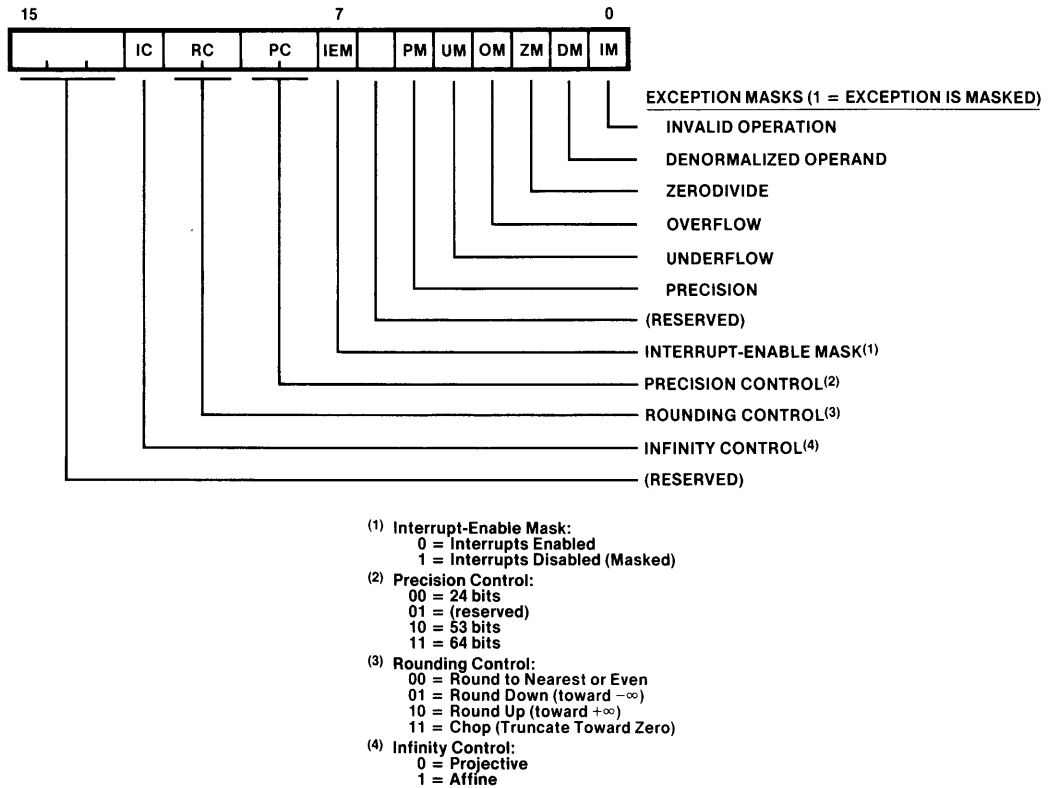 15 7 0
IC RC PC IEM PM UM OM ZM DM IM
EXCEPTION MASKS (1 = EXCEPTION IS MASKED)
INVALID OPERATION
DENORMALIZED OPERAND
ZERODIVIDE
OVERFLOW
UNDERFLOW
PRECISION
(RESERVED)
INTERRUPT-ENABLE MASK(1)
PRECISION CONTROL(2)
ROUNDING CONTROL(3)
INFINITY CONTROL(4)
(RESERVED)
(1) Interrupt-Enable Mask:
0 = Interrupts Enabled
1 = Interrupts Disabled (Masked)
(2) Precision Control:
00 = 24 bits
01 = (reserved)
10 = 53 bits
11 = 64 bits
(3) Rounding Control:
00 = Round to Nearest or Even
01 = Round Down (toward −∞)
10 = Round Up (toward +∞)
11 = Chop (Truncate Toward Zero)
(4) Infinity Control:
0 = Projective
1 = Affine